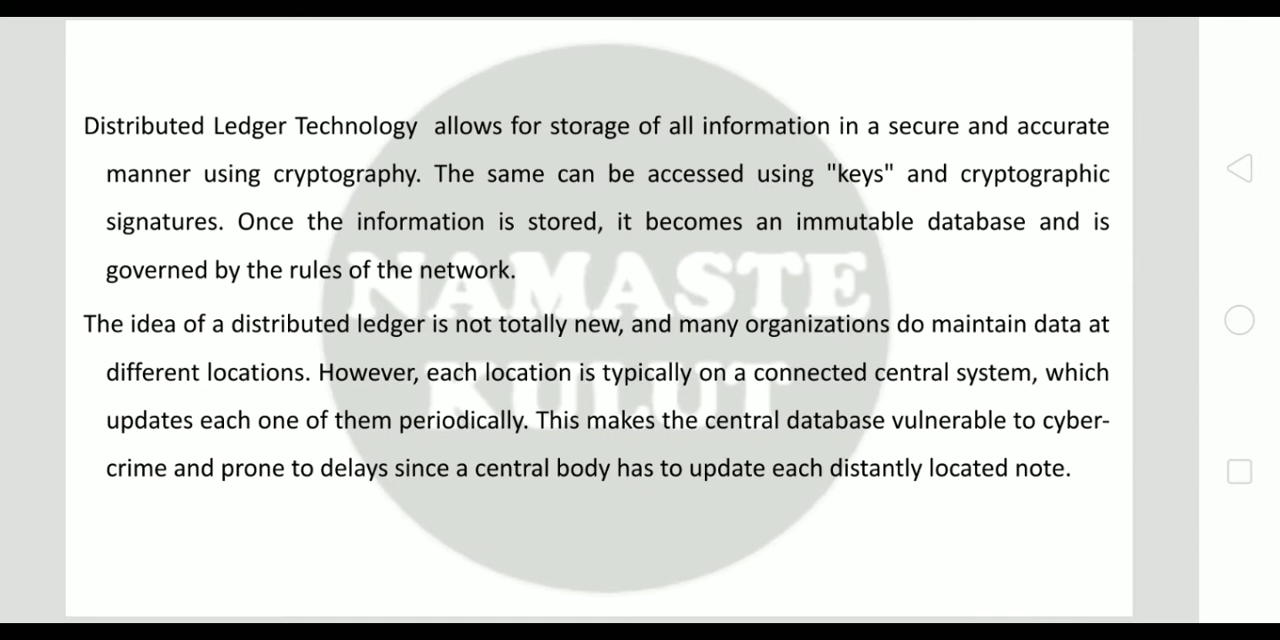 Distributed Ledger Technology allows for storage of all information in a secure and accurate
manner using cryptography. The same can be accessed using "keys" and cryptographic
signatures. Once the information is stored, it becomes an immutable database and is
governed by the rules of the network.
NAMASTE
The idea of a distributed ledger is not totally new, and many organizations do maintain data at
different locations. However, each location is typically on a connected central system, which
KULUT
updates each one of them periodically. This makes the central database vulnerable to cyber-
crime and prone to delays since a central body has to update each distantly located note.